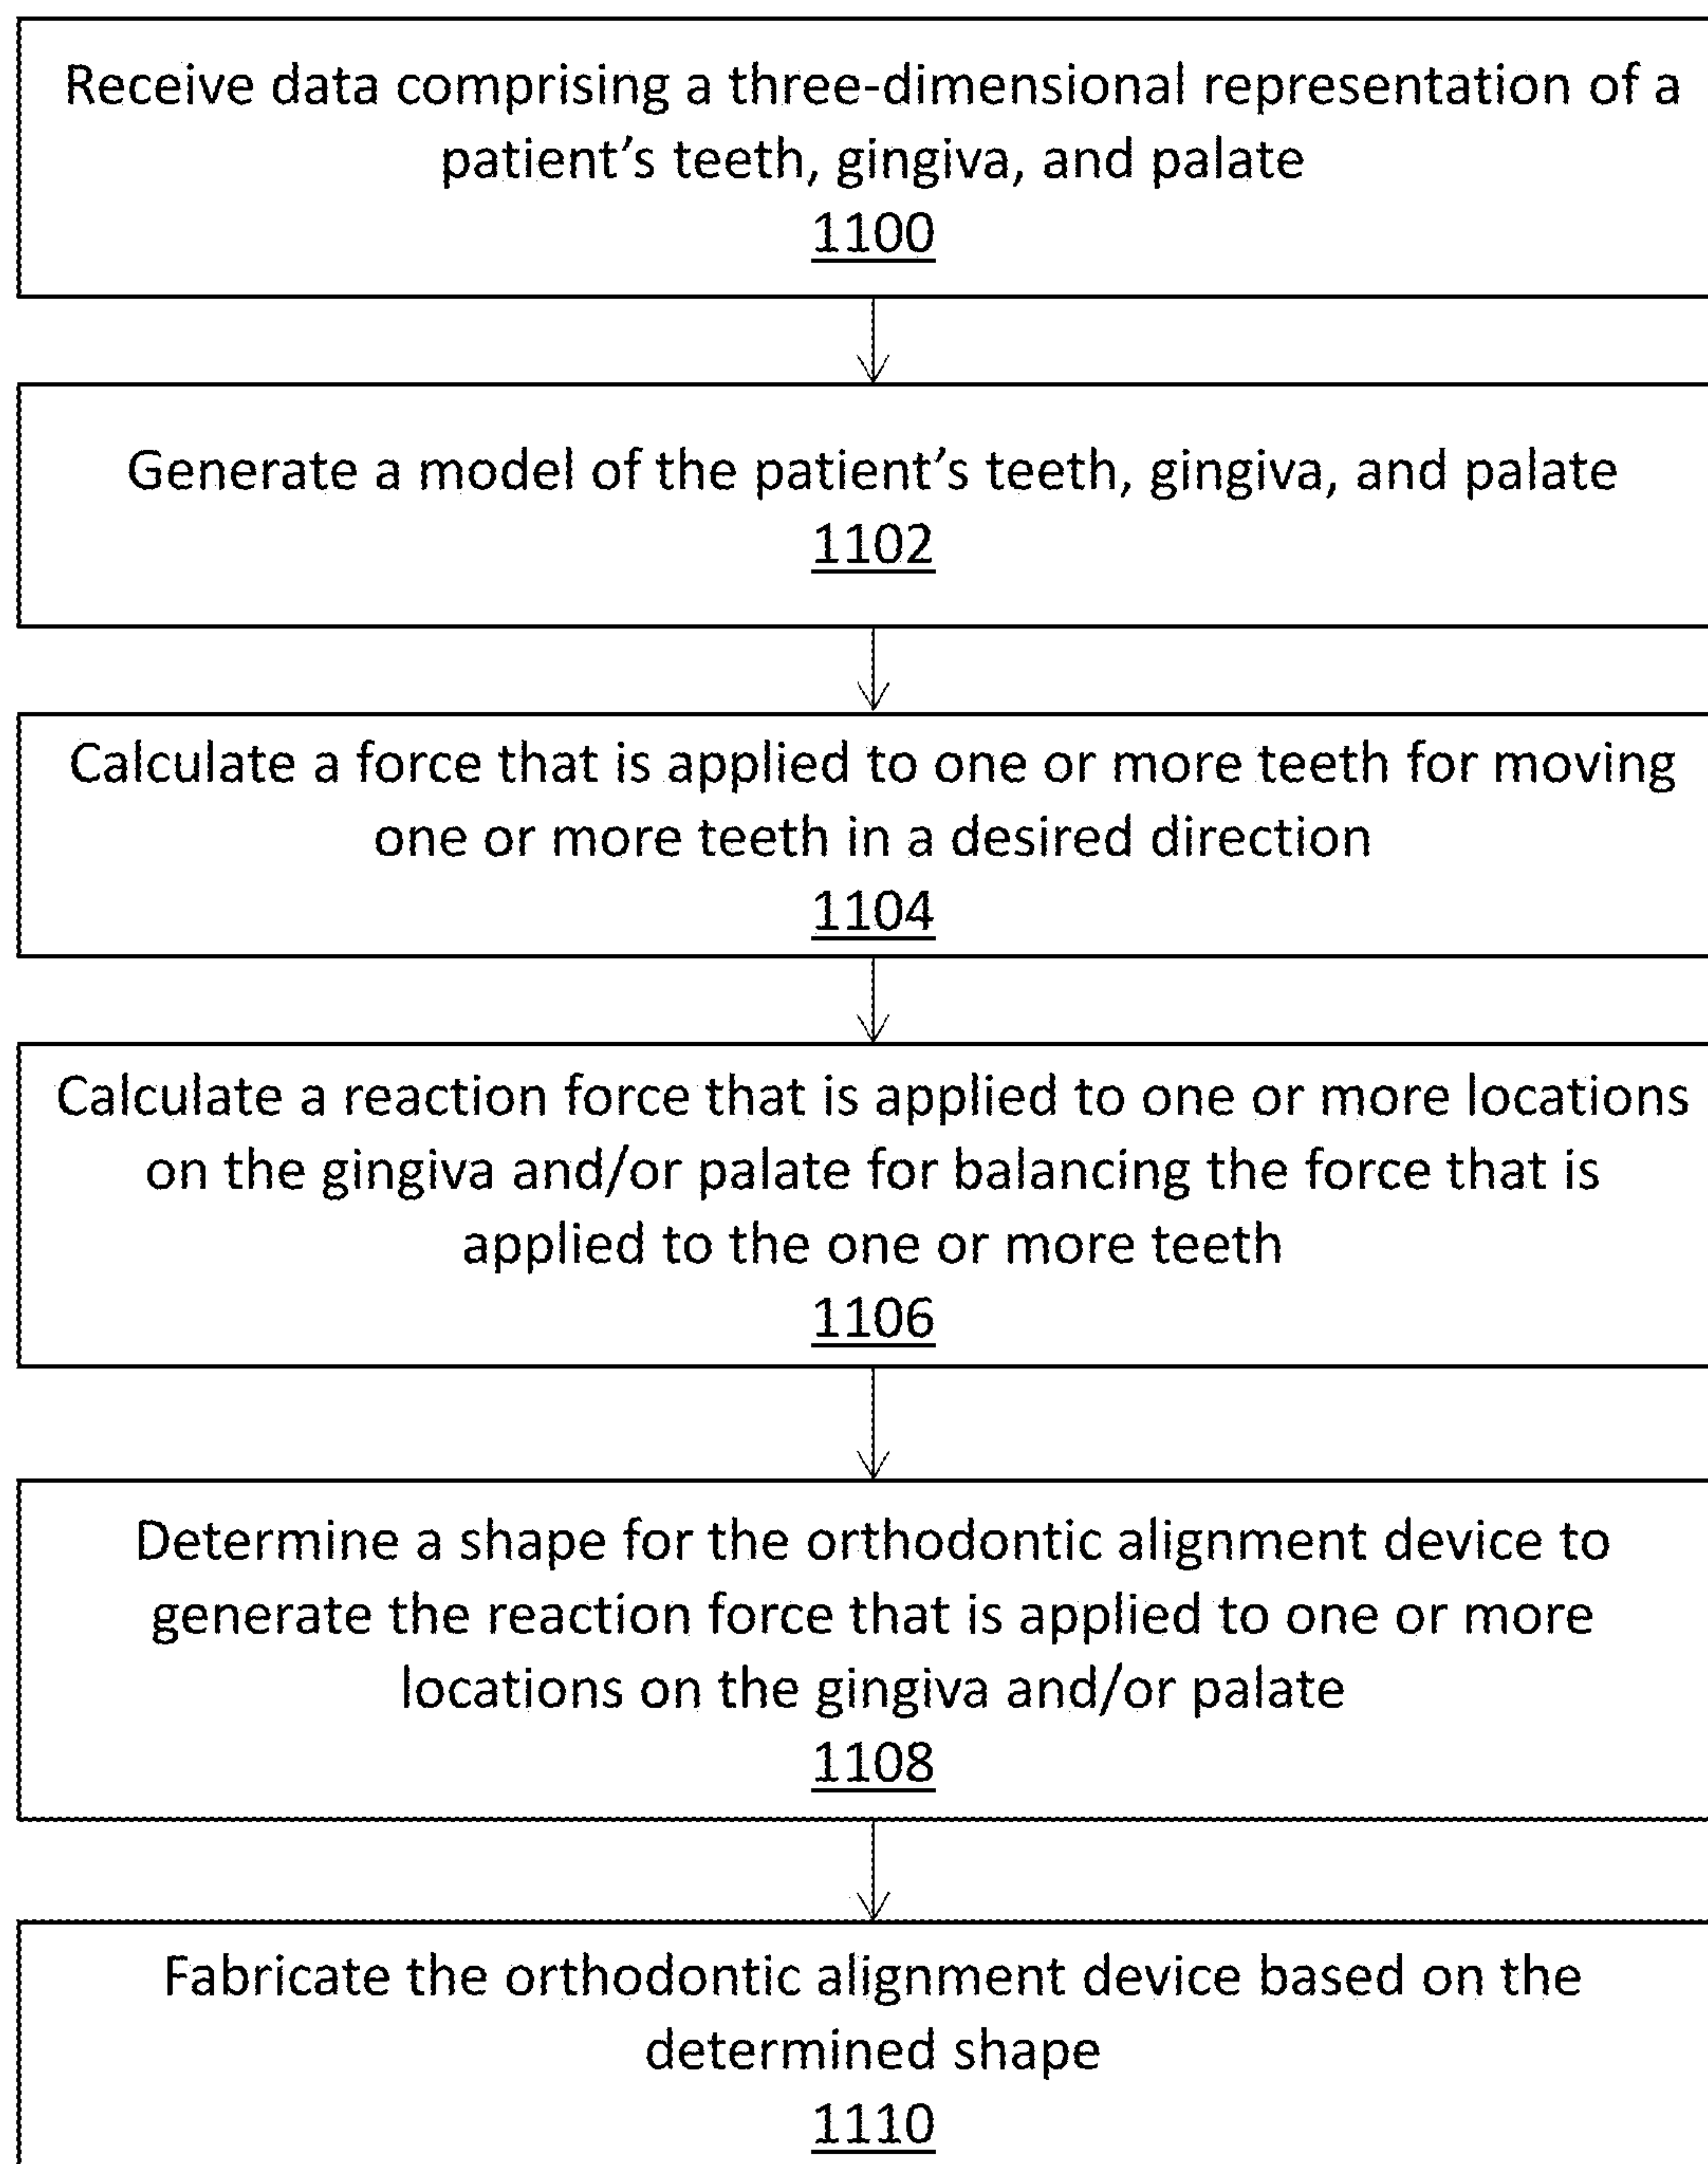 Receive data comprising a three-dimensional representation of a
patient’s teeth, gingiva, and palate
1100
Generate a model of the patient’s teeth, gingiva, and palate
1102
Calculate a force that is applied to one or more teeth for moving
one or more teeth in a desired direction
1104
Calculate a reaction force that is applied to one or more locations
on the gingiva and/or palate for balancing the force that is
applied to the one or more teeth
1106
Determine a shape for the orthodontic alignment device to
generate the reaction force that is applied to one or more
locations on the gingiva and/or palate
1108
Fabricate the orthodontic alignment device based on the
determined shape
1110